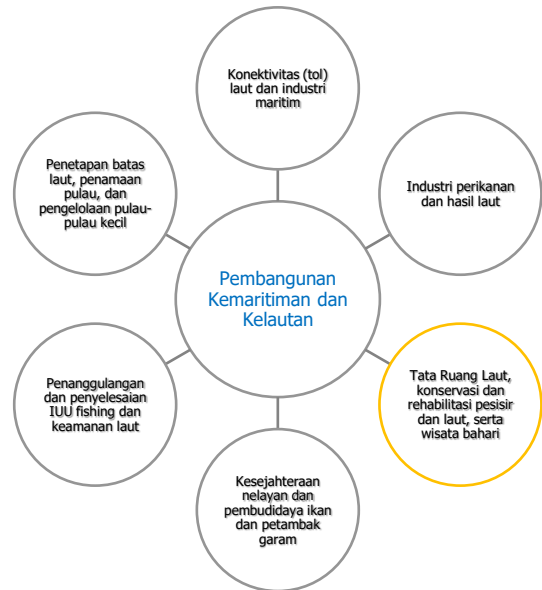 Konektivitas (tol)
laut dan industri
maritim
Industri perikanan
dan hasil laut
Tata Ruang Laut,
konservasi dan
rehabilitasi pesisir
dan laut, serta
wisata bahari
Kesejahteraan
nelayan dan
pembudidaya ikan
dan petambak
garam
Penanggulangan
dan penyelesaian
IUU fishing dan
keamanan laut
Penetapan batas
laut, penamaan
pulau, dan
pengelolaan pulau-
pulau kecil
Pembangunan
Kemaritiman dan
Kelautan